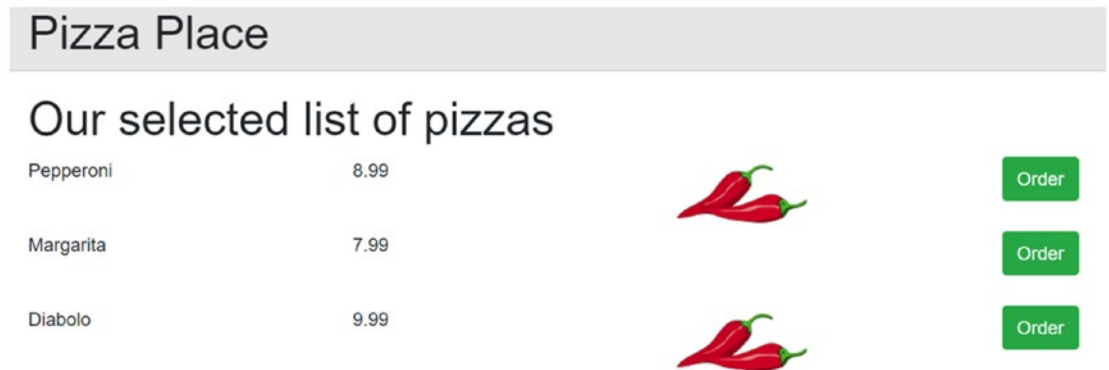 Pizza Place
Our selected list of pizzas
Pepperoni 8.99 Order
Margarita 7.99 Order
Diabolo 9.99 Order